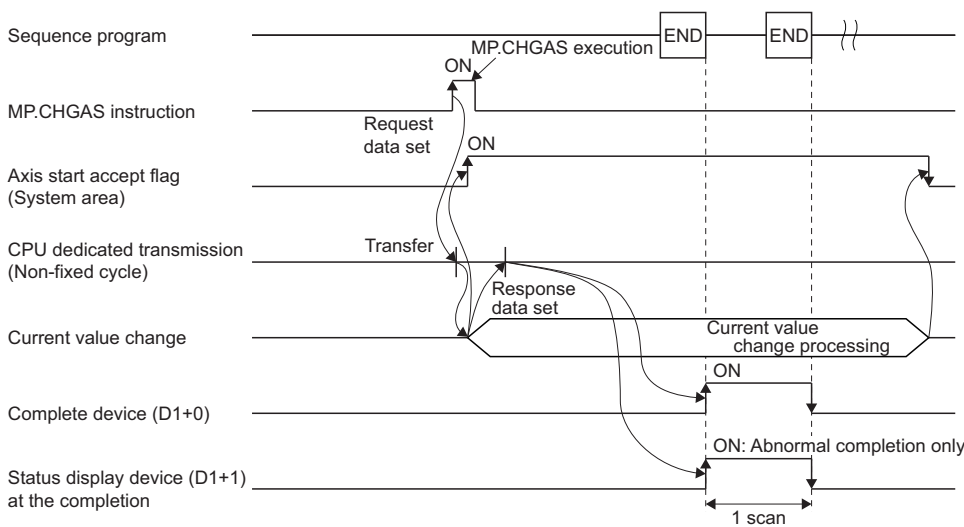 Sequence program
END
END
MP.CHGAS execution
ON
MP.CHGAS instruction
Request
data set
ON
Axis start accept flag
(System area)
CPU dedicated transmission
(Non-fixed cycle)
Transfer
Response
data set
Current value change
Current value
change processing
ON
Complete device (D1+0)
ON: Abnormal completion only
Status display device (D1+1)
at the completion
1 scan